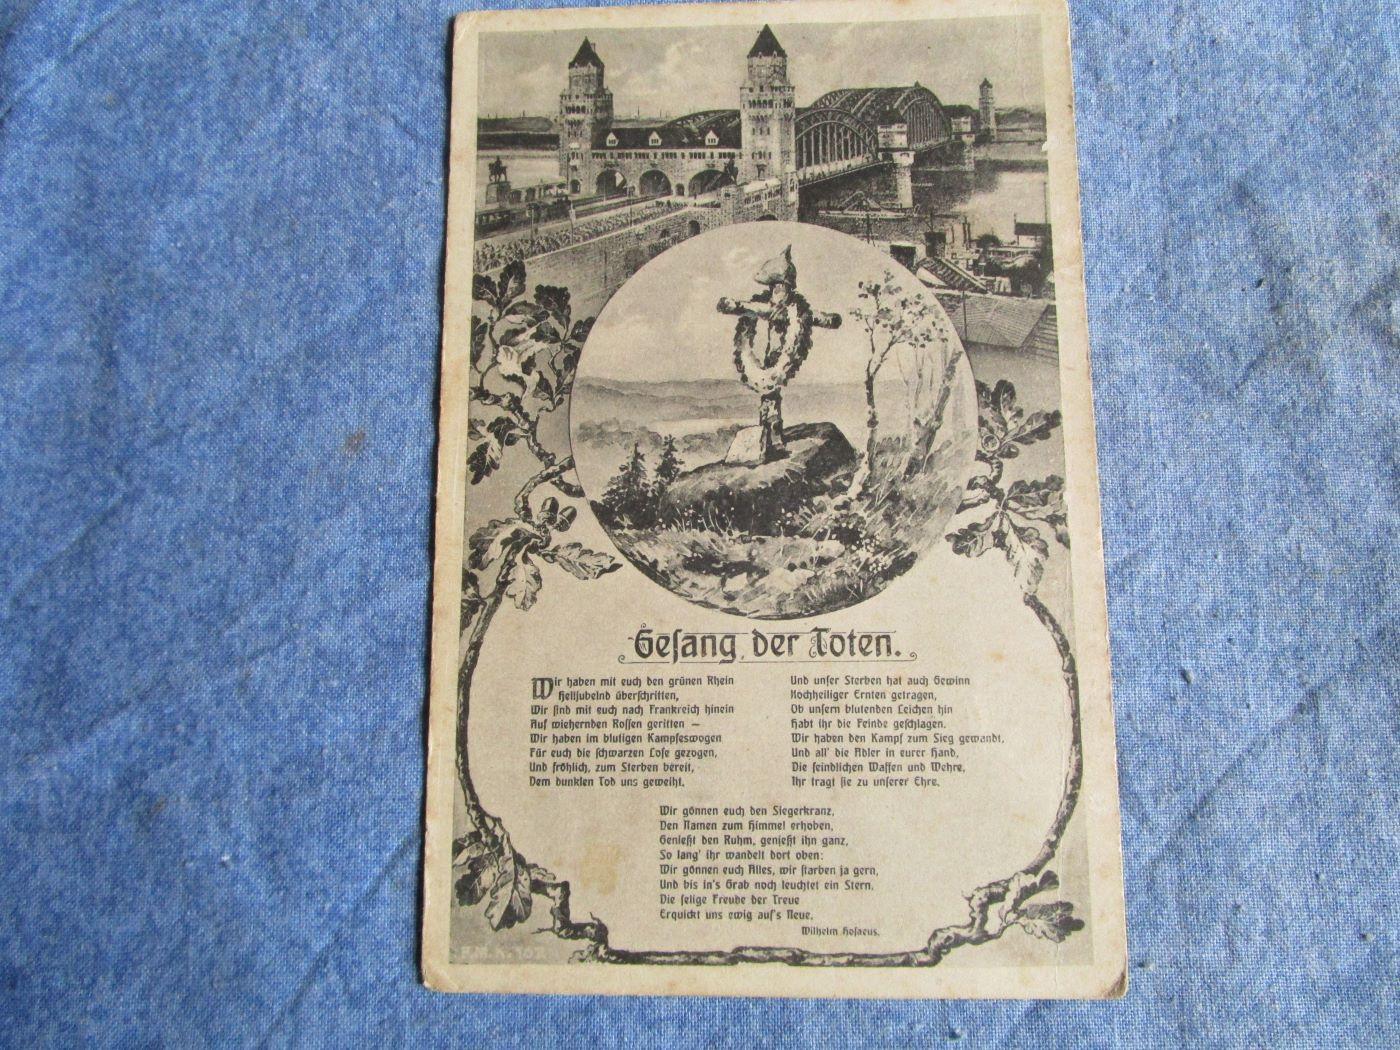 Gesang der Toten.
Wir haben mit euch den grünen Rhein
Helljubelnd überschritten,
Wir sind mit euch nach Frankreich hinein
Auf wiehernden Rossen geritten —
Wir haben im blutigen Kampfeswogen
Für euch die schwarzen Lose gezogen,
Und fröhlich, zum Sterben bereit,
Dem dunklen Tod uns geweiht.
Und unser Sterben hat auch Gewinn
Hochheiliger Ernten getragen,
Ob unsern blutenden Leichen hin
Habt ihr die Feinde geschlagen.
Wir haben den Kampf zum Sieg gewandt,
Und all' die Adler in eurer Hand,
Die feindlichen Waffen und Wehre,
Ihr tragt sie zu unserer Ehre.
Wir gönnen euch den Siegerkranz,
Den Namen zum Himmel erhoben,
Genießt den Ruhm, genießt ihn ganz,
So lang' ihr wandelt dort oben:
Wir gönnen euch Alles, wir starben ja gern,
Und bis in's Grab noch leuchtet ein Stern,
Die selige Freude der Treue
Erquickt uns ewig auf's Neue.
Wilhelm Hosaeus.